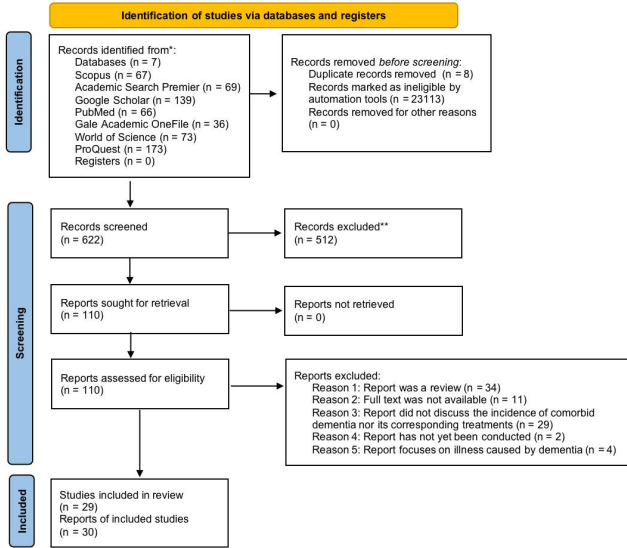 Identification of studies via databases and registers
Identification
Records identified from*:
Databases (n = 7)
Scopus (n = 67)
Academic Search Premier (n = 69)
Google Scholar (n = 139)
PubMed (n = 66)
Gale Academic OneFile (n = 36)
World of Science (n = 73)
ProQuest (n = 173)
Registers (n = 0)
Records removed before screening:
Duplicate records removed (n = 8)
Records marked as ineligible by
automation tools (n = 23113)
Records removed for other reasons
(n = 0)
Screening
Records screened
(n = 622)
Records excluded**
(n = 512)
Reports sought for retrieval
(n = 110)
Reports not retrieved
(n = 0)
Reports assessed for eligibility
(n = 110)
Reports excluded:
Reason 1: Report was a review (n = 34)
Reason 2: Full text was not available (n = 11)
Reason 3: Report did not discuss the incidence of comorbid
dementia nor its corresponding treatments (n = 29)
Reason 4: Report has not yet been conducted (n = 2)
Reason 5: Report focuses on illness caused by dementia (n = 4)
Included
Studies included in review
(n = 29)
Reports of included studies
(n = 30)